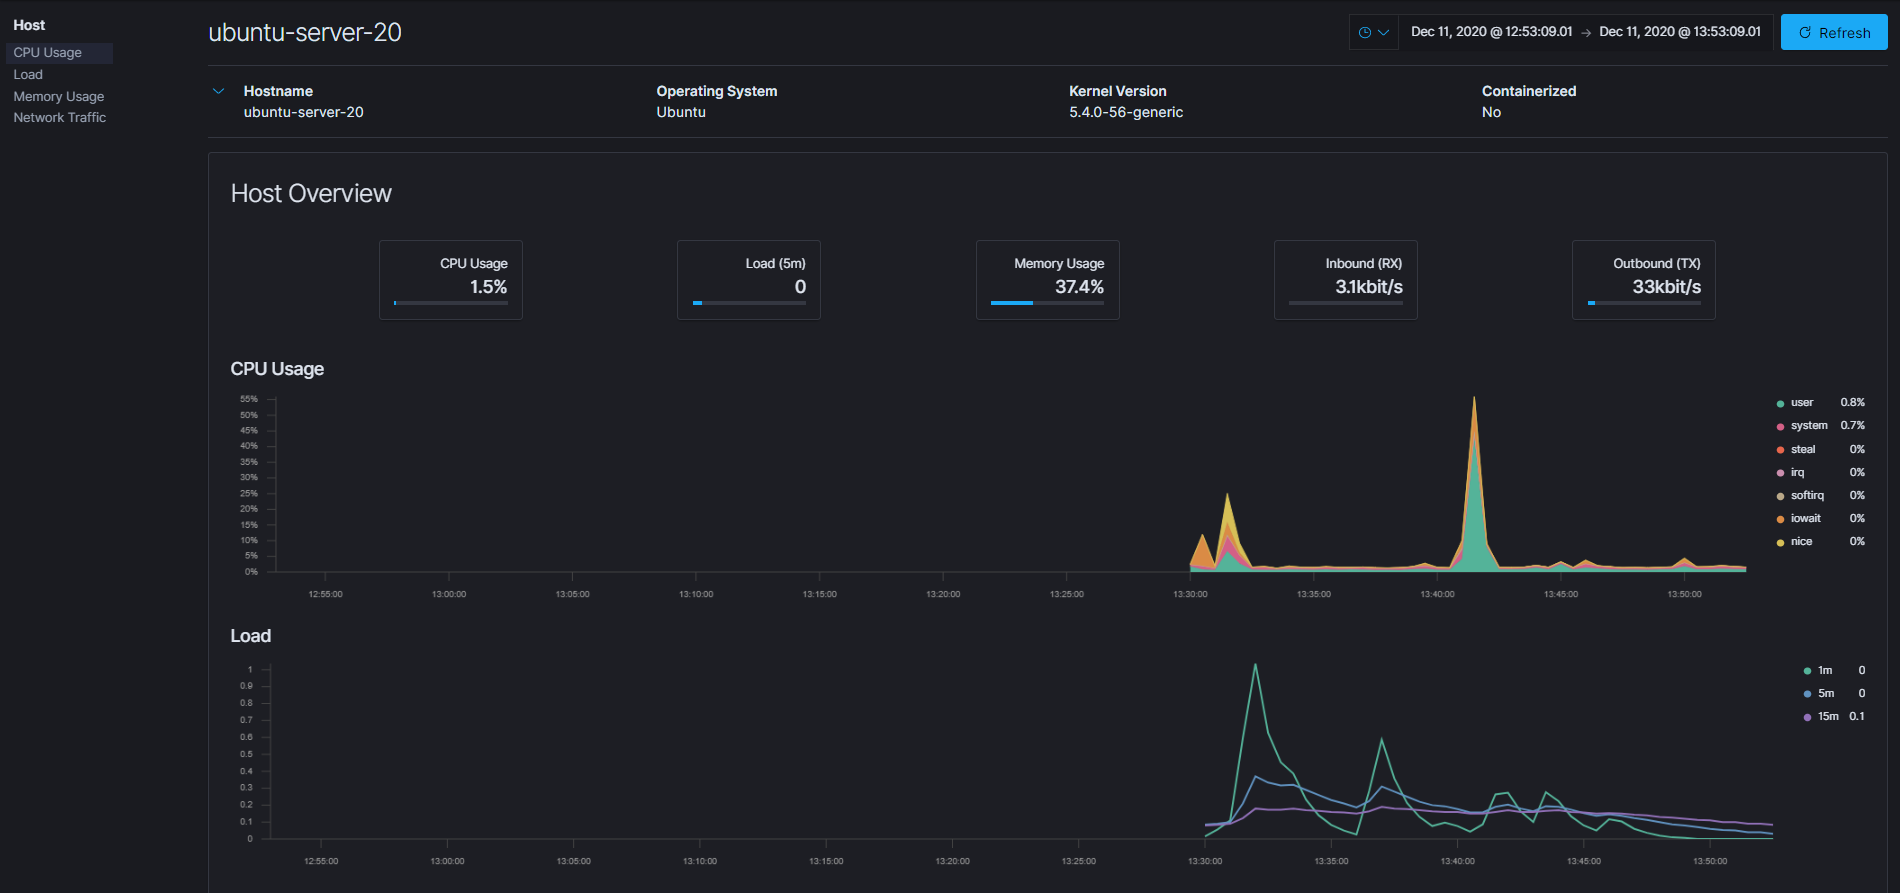 Host
CPU Usage
Load
Memory Usage
Network Traffic
ubuntu-server-20
Dec 11, 2020 @ 12:53:09.01 → Dec 11, 2020 @ 13:53:09.01
Refresh
Hostname
ubuntu-server-20
Operating System
Ubuntu
Kernel Version
5.4.0-56-generic
Containerized
No
Host Overview
CPU Usage
1.5%
Load (5m)
0
Memory Usage
37.4%
Inbound (RX)
3.1kbit/s
Outbound (TX)
33kbit/s
CPU Usage
55%
50%
45%
40%
35%
30%
25%
20%
15%
10%
5%
0%
12:55:00 13:00:00 13:05:00 13:10:00 13:15:00 13:20:00 13:25:00 13:30:00 13:35:00 13:40:00 13:45:00 13:50:00
user 0.8%
system 0.7%
steal 0%
irq 0%
softirq 0%
iowait 0%
nice 0%
Load
1
0.9
0.8
0.7
0.6
0.5
0.4
0.3
0.2
0.1
0
12:55:00 13:00:00 13:05:00 13:10:00 13:15:00 13:20:00 13:25:00 13:30:00 13:35:00 13:40:00 13:45:00 13:50:00
1m 0
5m 0
15m 0.1